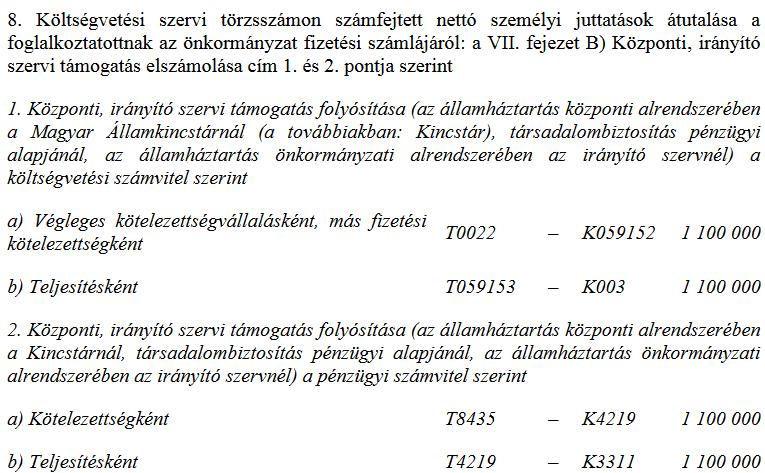 8. Költségvetési szervi törzsszámon számfejtett nettó személyi juttatások átutalása a
foglalkoztatottnak az önkormányzat fizetési számlájáról: a VII. fejezet B) Központi, irányító
szervi támogatás elszámolása cím 1. és 2. pontja szerint
1. Központi, irányító szervi támogatás folyósítása (az államháztartás központi alrendszerében
a Magyar Államkincstárnál (a továbbiakban: Kincstár), társadalombiztosítás pénzügyi
alapjánál, az államháztartás önkormányzati alrendszerében az irányító szervnél) a
költségvetési számvitel szerint
a) Végleges kötelezettségvállalásként, más fizetési
kötelezettségként T0022 – K059152 1 100 000
b) Teljesítésként T059153 – K003 1 100 000
2. Központi, irányító szervi támogatás folyósítása (az államháztartás központi alrendszerében
a Kincstárnál, társadalombiztosítás pénzügyi alapjánál, az államháztartás önkormányzati
alrendszerében az irányító szervnél) a pénzügyi számvitel szerint
a) Kötelezettségként T8435 – K4219 1 100 000
b) Teljesítésként T4219 – K3311 1 100 000